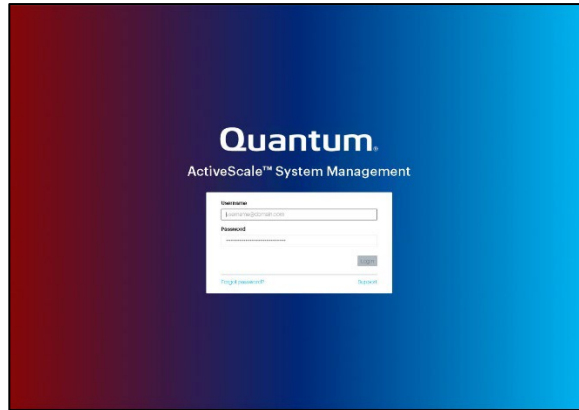 Quantum.
ActiveScale™ System Management
Username
username@domain.com
Password
Login
Forgot password?
Support